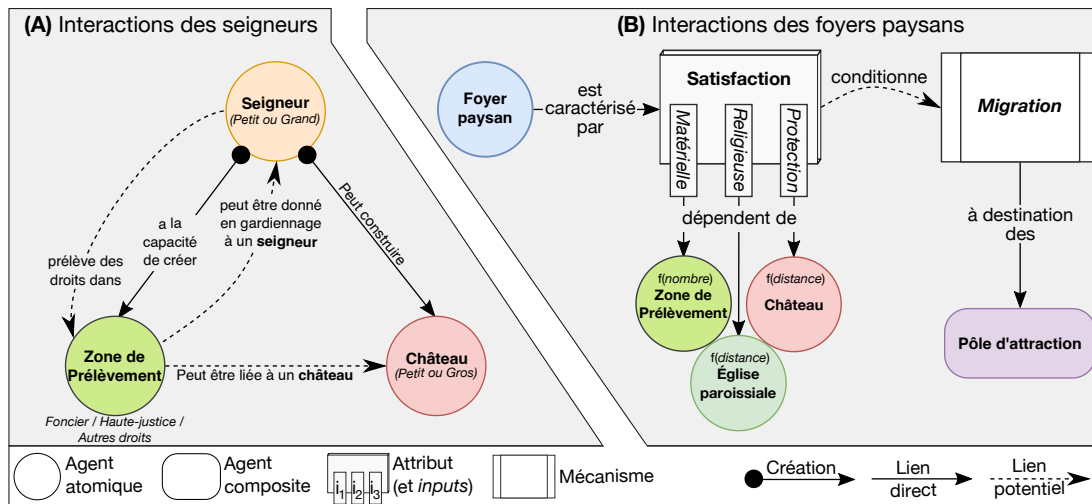 (A) Interactions des seigneurs
Seigneur
(Petit ou Grand)
a la
capacité
de créer
peut être donné
en gardiennage
à un seigneur
Peut construire
prélève des
droits dans
Zone de
Prélèvement
Foncier / Haute-justice /
Autres droits
Peut être liée à un château
Château
(Petit ou Gros)
(B) Interactions des foyers paysans
Foyer
paysan
est
caractérisé
par
Satisfaction
Matérielle
Religieuse
Protection
conditionne
Migration
dépendent de
f(nombre)
Zone de
Prélèvement
f(distance)
Château
f(distance)
Église
paroissiale
à destination
des
Pôle d'attraction
Agent
atomique
Agent
composite
i1 i2 i3
Attribut
(et inputs)
Mécanisme
Création
Lien
direct
Lien
potentiel